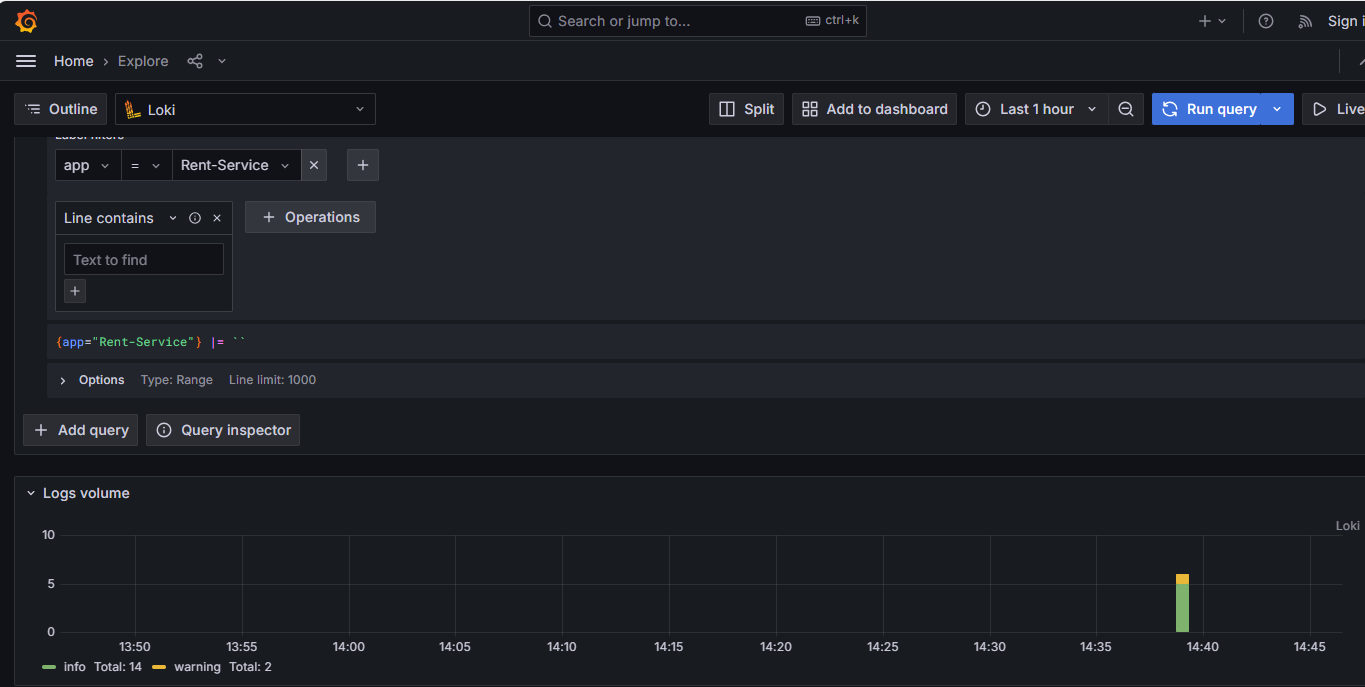 Search or jump to... ctrl+k Sign i
Home › Explore
Outline Loki Split Add to dashboard Last 1 hour Run query Live
Label filters
app = Rent-Service
Line contains + Operations
Text to find
{app="Rent-Service"} |= ``
Options Type: Range Line limit: 1000
+ Add query Query inspector
Logs volume
Loki
10
5
0
13:50 13:55 14:00 14:05 14:10 14:15 14:20 14:25 14:30 14:35 14:40 14:45
info Total: 14 warning Total: 2